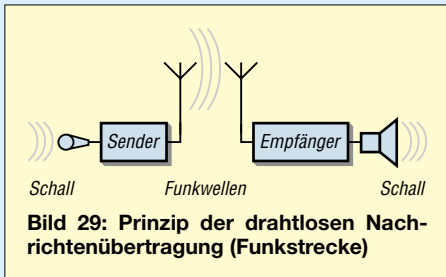 Sender
Empfänger
Schall
Funkwellen
Schall
Bild 29: Prinzip der drahtlosen Nach-
richtenübertragung (Funkstrecke)